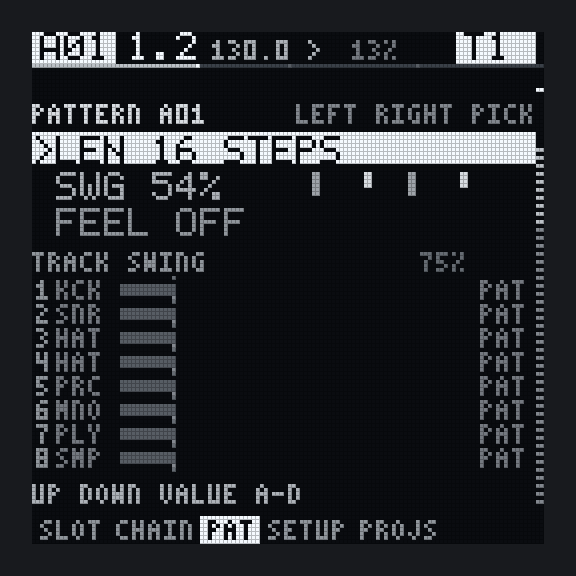 A01 1.2 130.0 > 13% T1
PATTERN A01 LEFT RIGHT PICK
>LEN 16 STEPS
SWG 54%
FEEL OFF
TRACK SWING 75%
1 KCK PAT
2 SNR PAT
3 HAT PAT
4 HAT PAT
5 PRC PAT
6 MNO PAT
7 PLY PAT
8 SMP PAT
UP DOWN VALUE A-D
SLOT CHAIN PAT SETUP PROJS